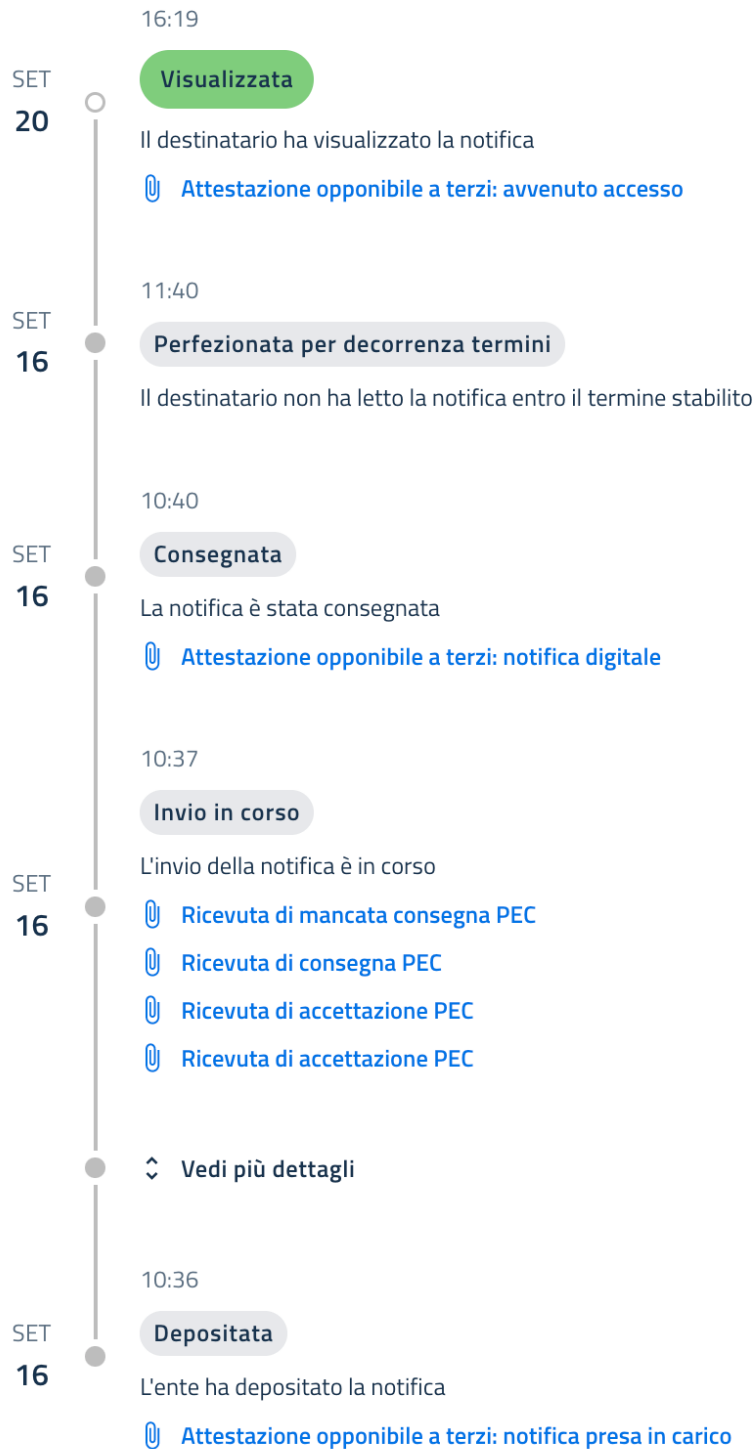 16:19
SET
20
Visualizzata
Il destinatario ha visualizzato la notifica
Attestazione opponibile a terzi: avvenuto accesso
11:40
SET
16
Perfezionata per decorrenza termini
Il destinatario non ha letto la notifica entro il termine stabilito
10:40
SET
16
Consegnata
La notifica è stata consegnata
Attestazione opponibile a terzi: notifica digitale
10:37
Invio in corso
L'invio della notifica è in corso
SET
16
Ricevuta di mancata consegna PEC
Ricevuta di consegna PEC
Ricevuta di accettazione PEC
Ricevuta di accettazione PEC
Vedi più dettagli
10:36
SET
16
Depositata
L'ente ha depositato la notifica
Attestazione opponibile a terzi: notifica presa in carico